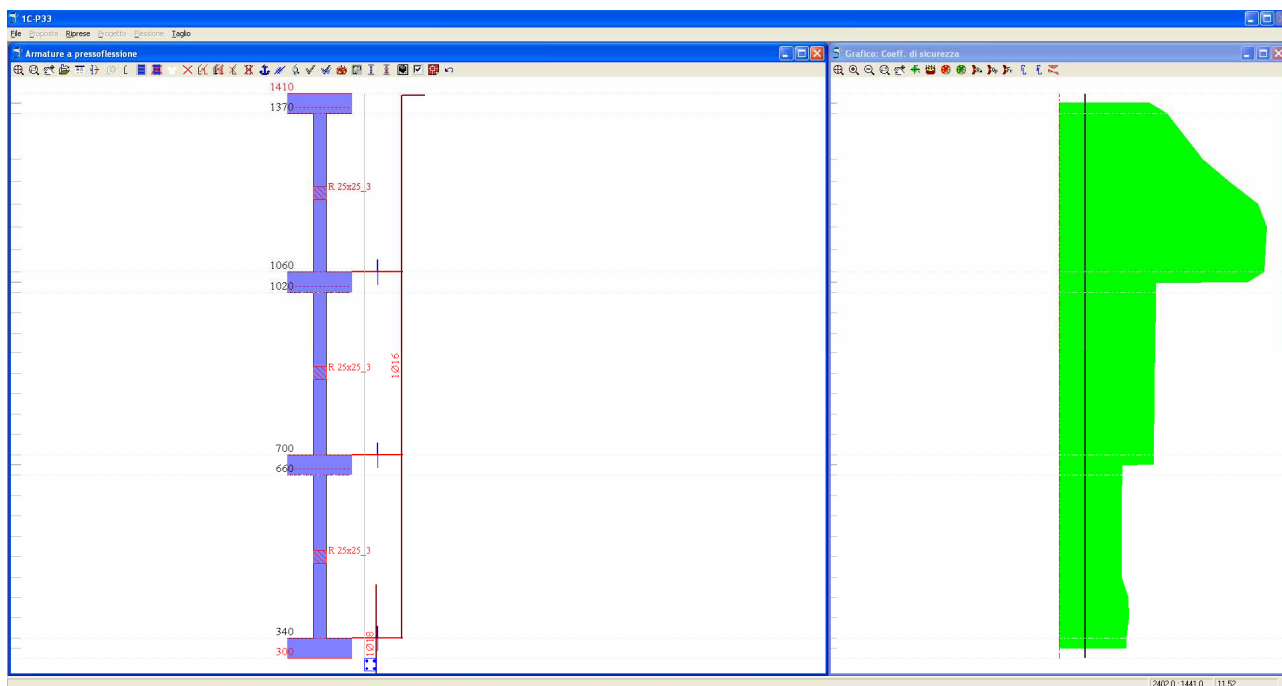 1C-P33
File Proposta Riprese Progetto Flessione Taglio
Armature a pressoflessione
Grafico: Coeff. di sicurezza
1410
1370
R 25x25_3
1060
1020
1Ø16
R 25x25_3
700
660
R 25x25_3
340
1Ø18
300
2402.0 : 1441.0
11.52